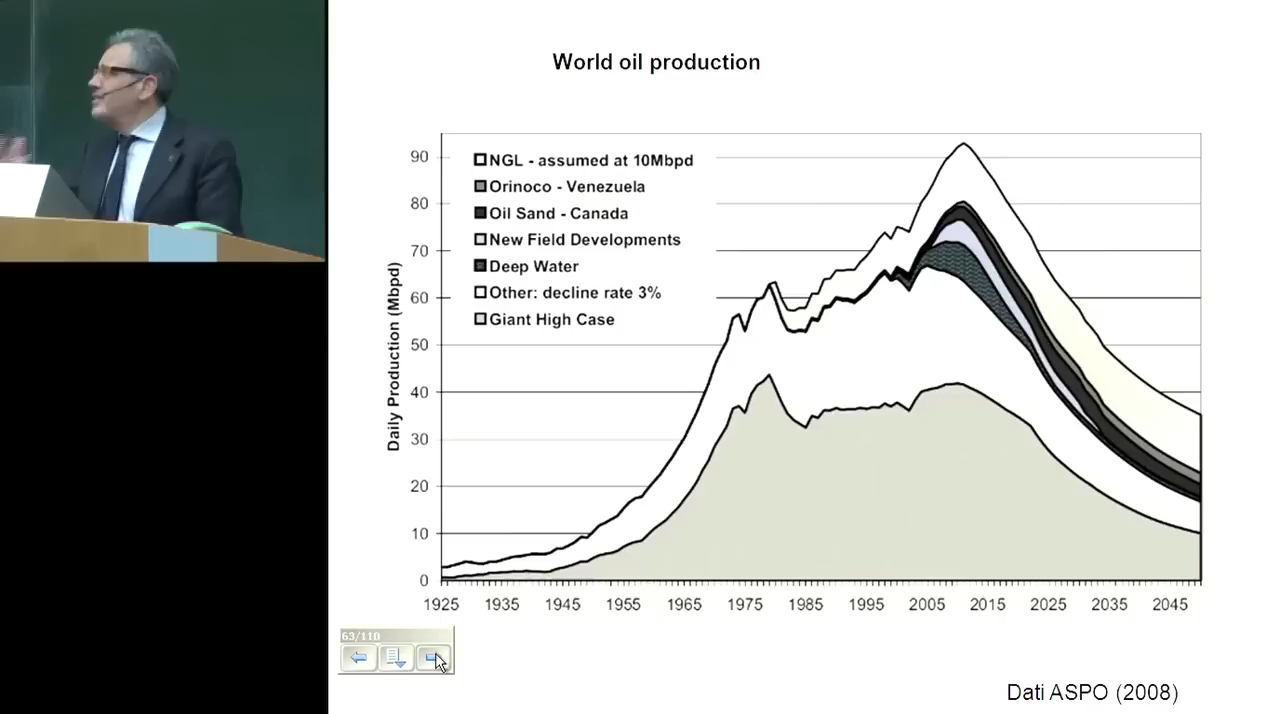 World oil production
NGL - assumed at 10Mbpd
Orinoco - Venezuela
Oil Sand - Canada
New Field Developments
Deep Water
Other: decline rate 3%
Giant High Case
Daily Production (Mbpd)
90
80
70
60
50
40
30
20
10
0
1925 1935 1945 1955 1965 1975 1985 1995 2005 2015 2025 2035 2045
63/110
Dati ASPO (2008)